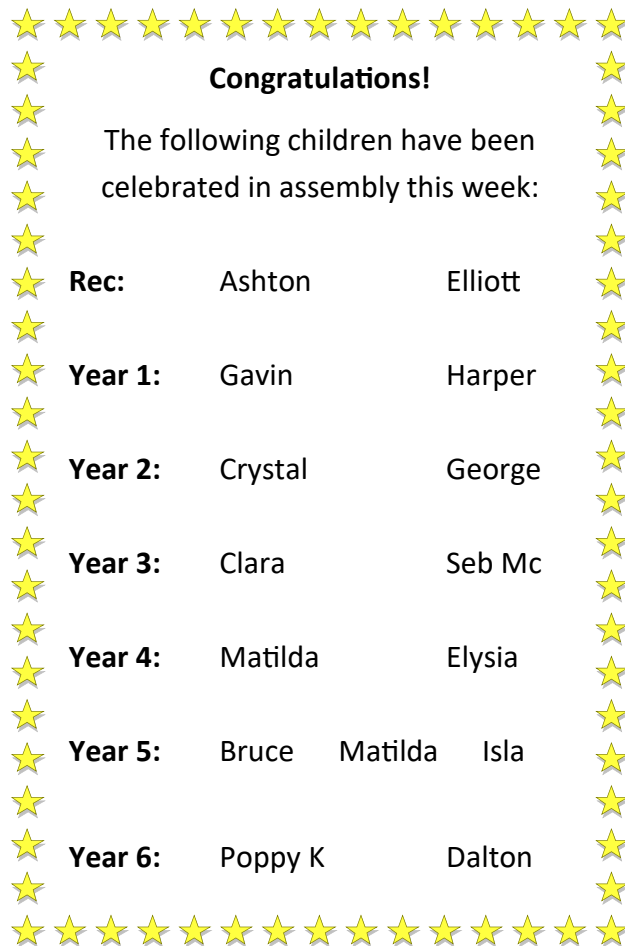 Congratulations!
The following children have been
celebrated in assembly this week:
Rec: Ashton Elliott
Year 1: Gavin Harper
Year 2: Crystal George
Year 3: Clara Seb Mc
Year 4: Matilda Elysia
Year 5: Bruce Matilda Isla
Year 6: Poppy K Dalton